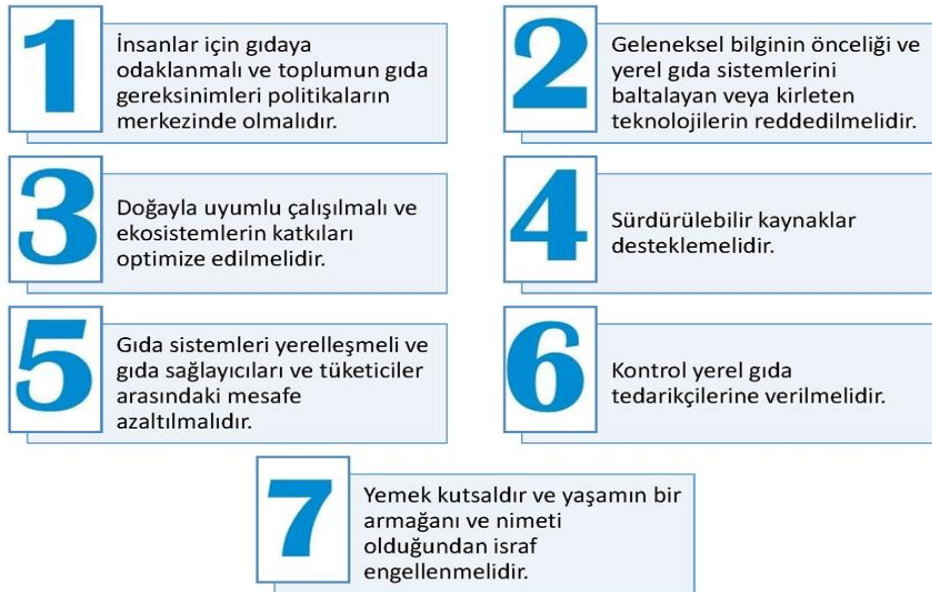 1
İnsanlar için gıdaya
odaklanmalı ve toplumun gıda
gereksinimleri politikaların
merkezinde olmalıdır.
2
Geleneksel bilginin önceliği ve
yerel gıda sistemlerini
baltalayan veya kirleten
teknolojilerin reddedilmelidir.
3
Doğayla uyumlu çalışılmalı ve
ekosistemlerin katkıları
optimize edilmelidir.
4
Sürdürülebilir kaynaklar
desteklemelidir.
5
Gıda sistemleri yerelleşmeli ve
gıda sağlayıcıları ve tüketiciler
arasındaki mesafe
azaltılmalıdır.
6
Kontrol yerel gıda
tedarikçilerine verilmelidir.
7
Yemek kutsaldır ve yaşamın bir
armağanı ve nimeti
olduğundan israf
engellenmelidir.